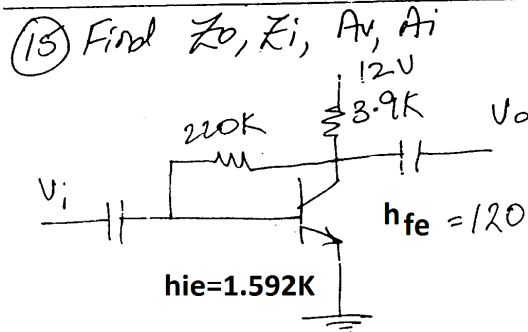 15 Find Zo, Zi, Av, Ai
12V
3.9K
220K
Vo
Vi
hfe = 120
hie=1.592K